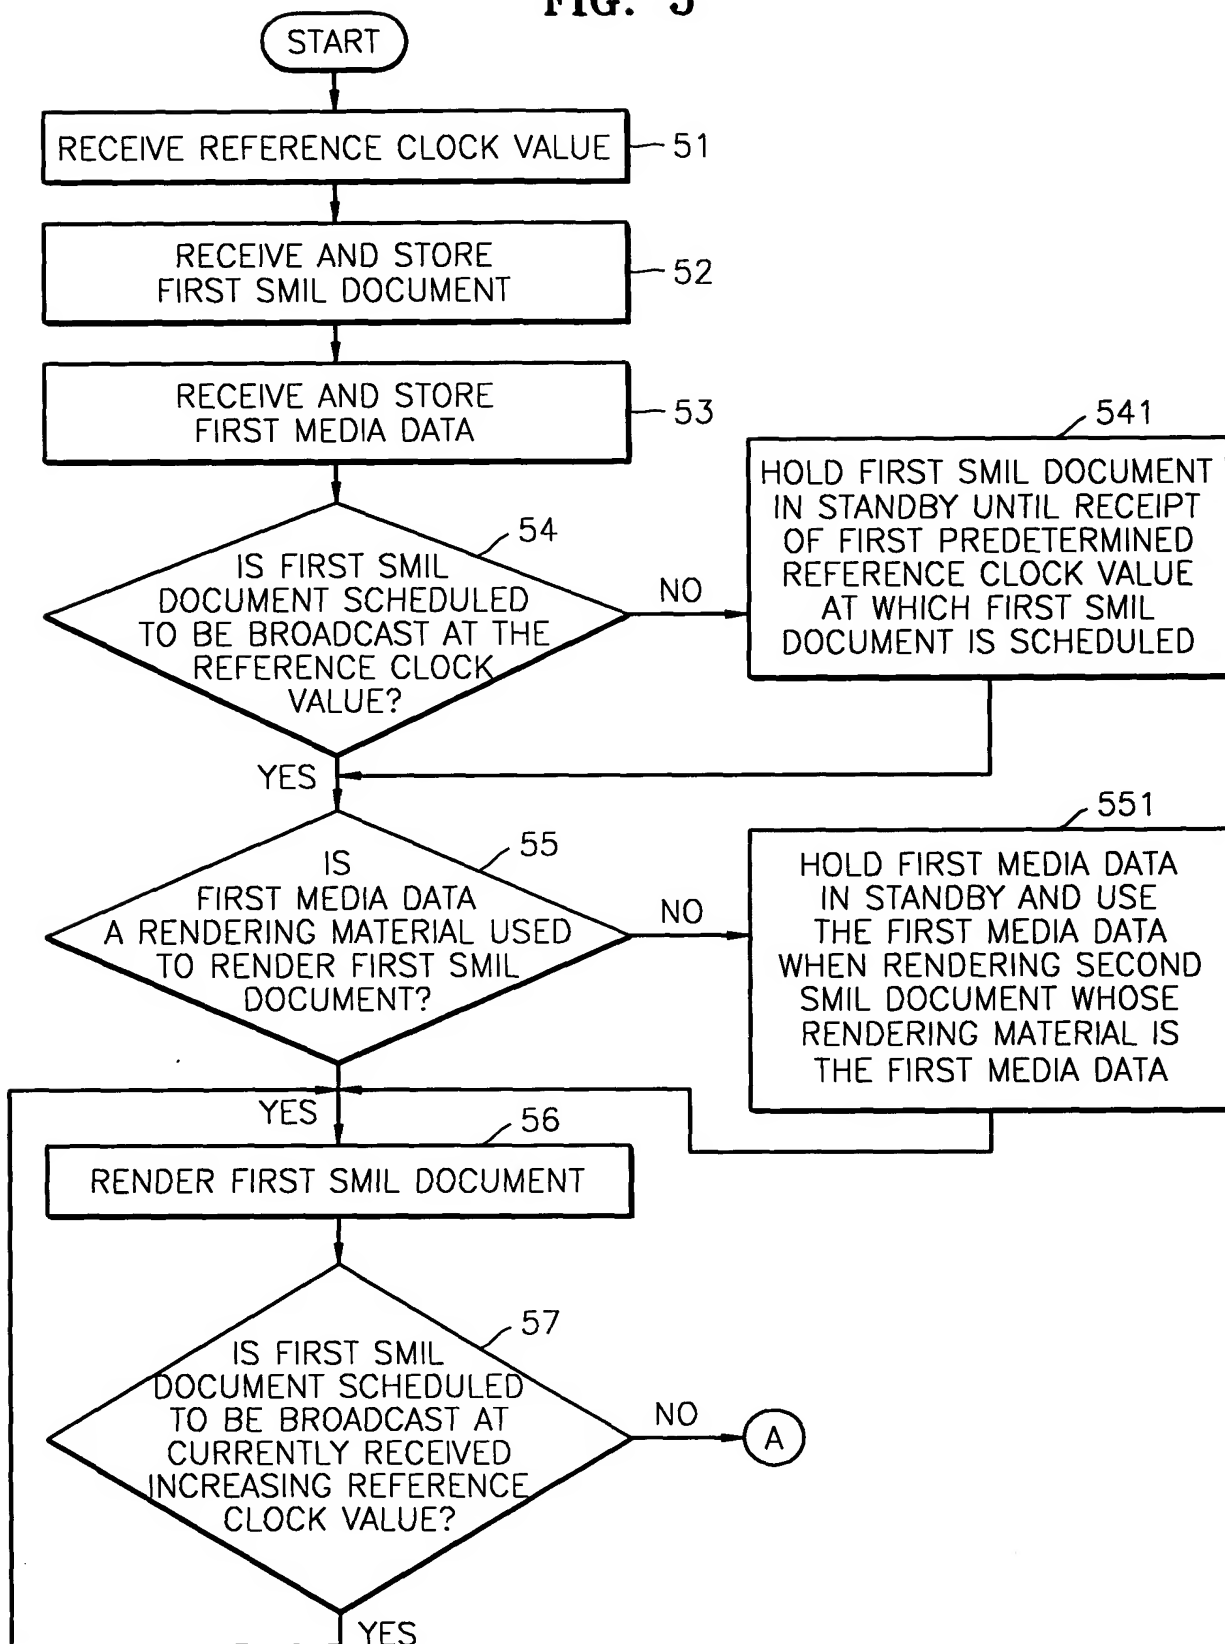 FIG. 5
START
RECEIVE REFERENCE CLOCK VALUE
51
RECEIVE AND STORE
FIRST SMIL DOCUMENT
52
RECEIVE AND STORE
FIRST MEDIA DATA
53
54
IS FIRST SMIL
DOCUMENT SCHEDULED
TO BE BROADCAST AT THE
REFERENCE CLOCK
VALUE?
NO
541
HOLD FIRST SMIL DOCUMENT
IN STANDBY UNTIL RECEIPT
OF FIRST PREDETERMINED
REFERENCE CLOCK VALUE
AT WHICH FIRST SMIL
DOCUMENT IS SCHEDULED
YES
55
IS
FIRST MEDIA DATA
A RENDERING MATERIAL USED
TO RENDER FIRST SMIL
DOCUMENT?
NO
551
HOLD FIRST MEDIA DATA
IN STANDBY AND USE
THE FIRST MEDIA DATA
WHEN RENDERING SECOND
SMIL DOCUMENT WHOSE
RENDERING MATERIAL IS
THE FIRST MEDIA DATA
YES
56
RENDER FIRST SMIL DOCUMENT
57
IS FIRST SMIL
DOCUMENT SCHEDULED
TO BE BROADCAST AT
CURRENTLY RECEIVED
INCREASING REFERENCE
CLOCK VALUE?
NO
A
YES